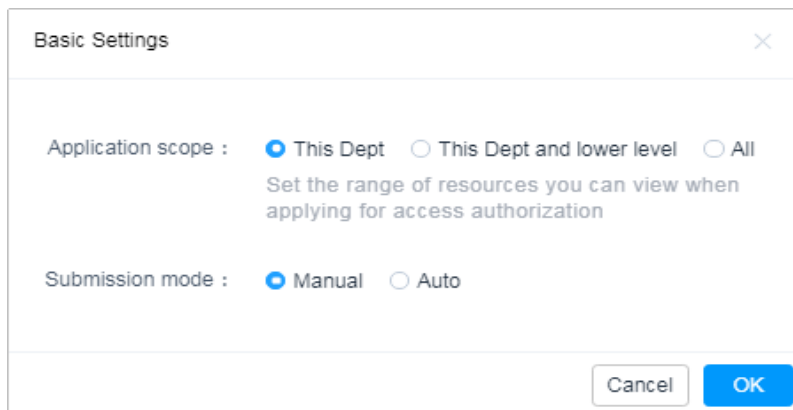 Basic Settings
Application scope : This Dept This Dept and lower level All
Set the range of resources you can view when
applying for access authorization
Submission mode : Manual Auto
Cancel OK